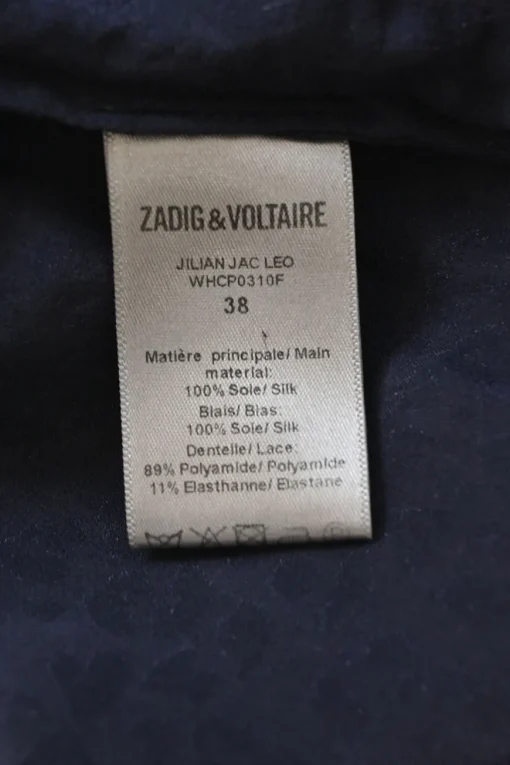 ZADIG&VOLTAIRE
JILIAN JAC LEO
WHCP0310F
38
Matière principale/ Main
material:
100% Soie/ Silk
Biais/ Bias:
100% Soie/ Silk
Dentelle/ Lace:
89% Polyamide/ Polyamide
11% Elasthanne/ Elastane